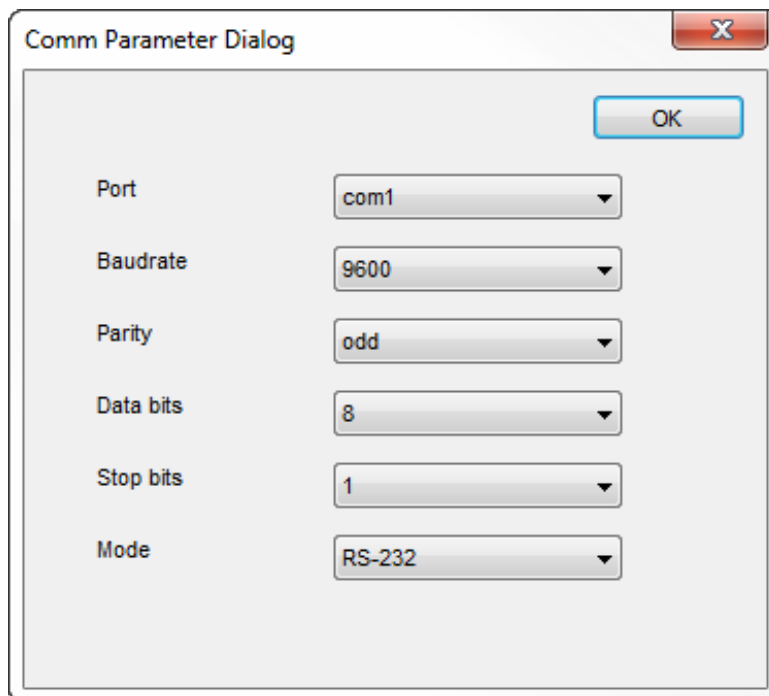 Comm Parameter Dialog
OK
Port com1
Baudrate 9600
Parity odd
Data bits 8
Stop bits 1
Mode RS-232